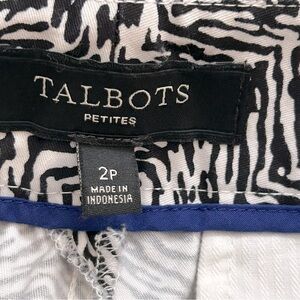 TALBOTS
PETITES
2P
MADE IN
INDONESIA